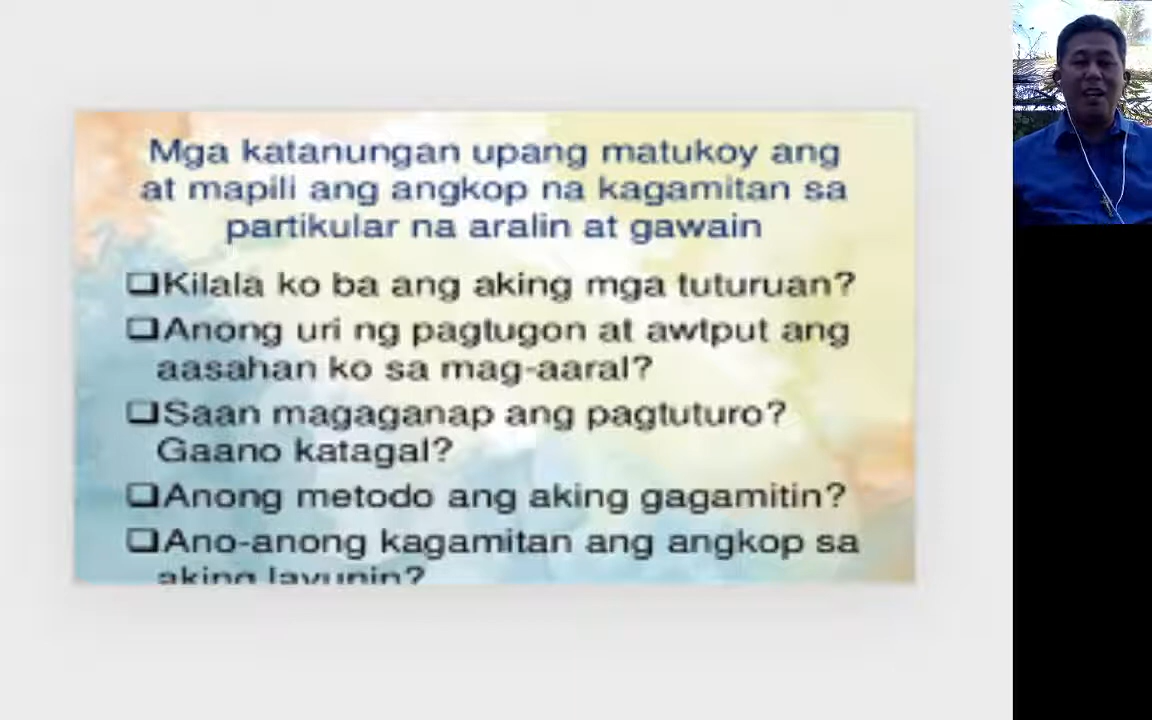 Mga katanungan upang matukoy ang
at mapili ang angkop na kagamitan sa
partikular na aralin at gawain
❑Kilala ko ba ang aking mga tuturuan?
❑Anong uri ng pagtugon at awtput ang
aasahan ko sa mag-aaral?
❑Saan magaganap ang pagtuturo?
Gaano katagal?
❑Anong metodo ang aking gagamitin?
❑Ano-anong kagamitan ang angkop sa
aking layunin?